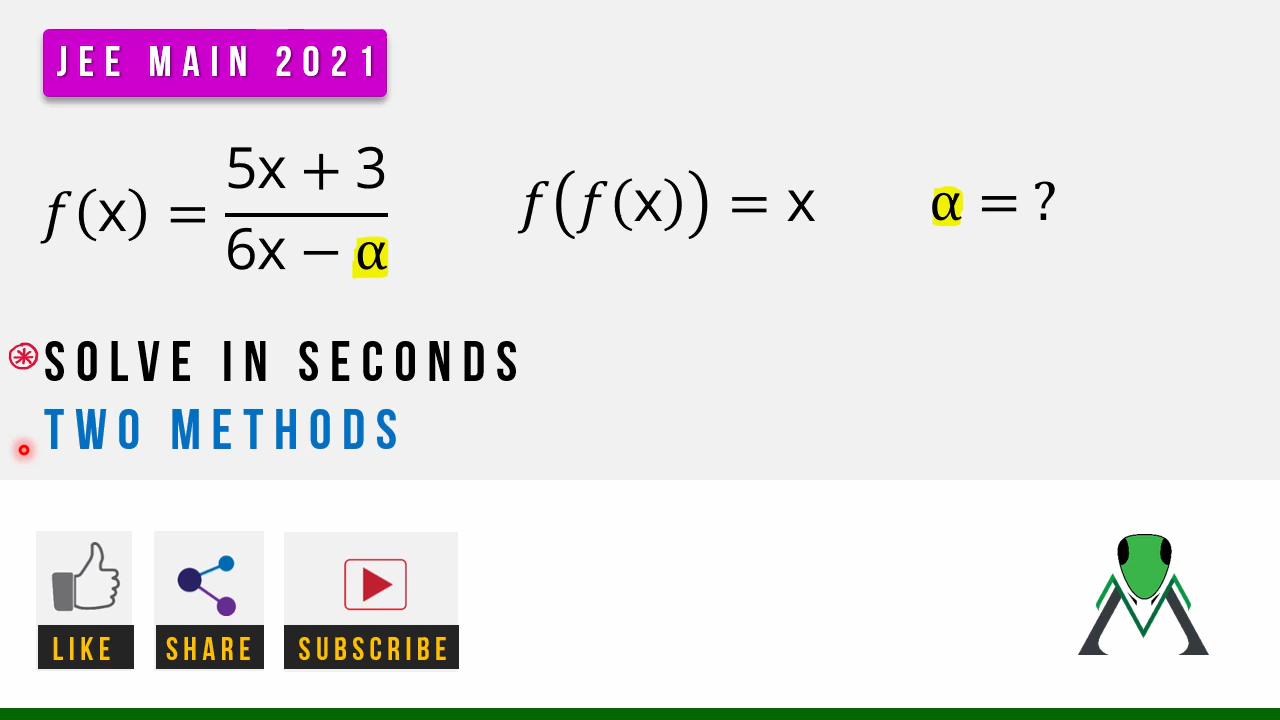 JEE MAIN 2021
f(x) = (5x + 3)/(6x − α)
f(f(x)) = x
α = ?
SOLVE IN SECONDS
TWO METHODS
LIKE
SHARE
SUBSCRIBE